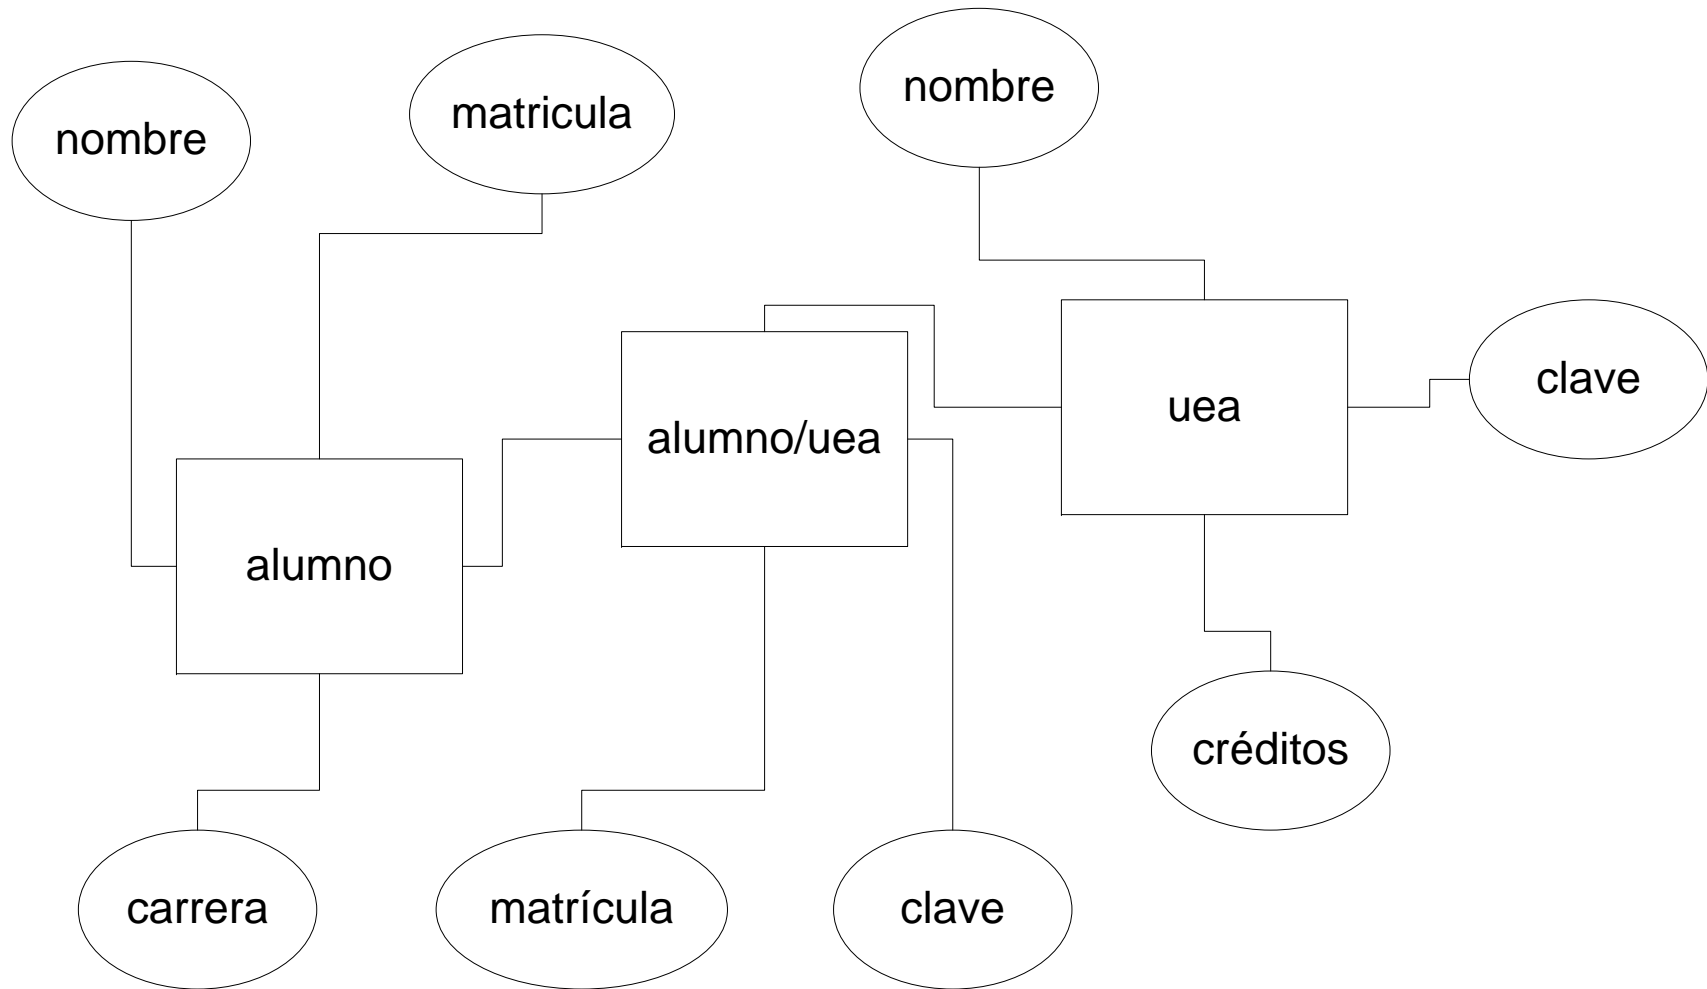 nombre
matricula
nombre
clave
uea
alumno/uea
alumno
créditos
carrera
matrícula
clave